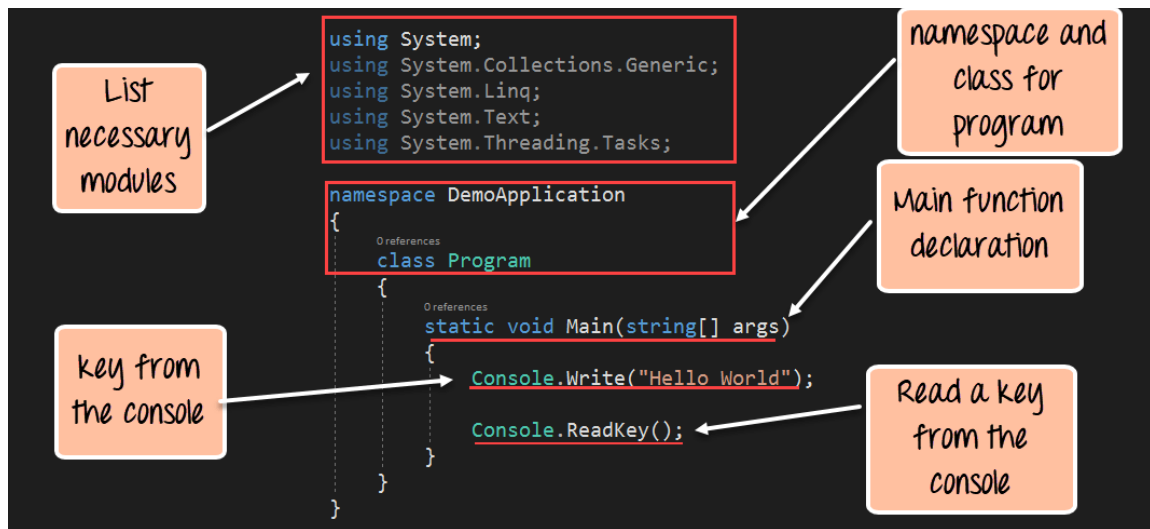 using System;
using System.Collections.Generic;
using System.Linq;
using System.Text;
using System.Threading.Tasks;
List
necessary
modules
namespace and
class for
program
namespace DemoApplication
{
0 references
class Program
{
Main function
declaration
0 references
static void Main(string[] args)
{
Console.Write("Hello World");
key from
the console
Console.ReadKey();
Read a key
from the
console
}
}
}